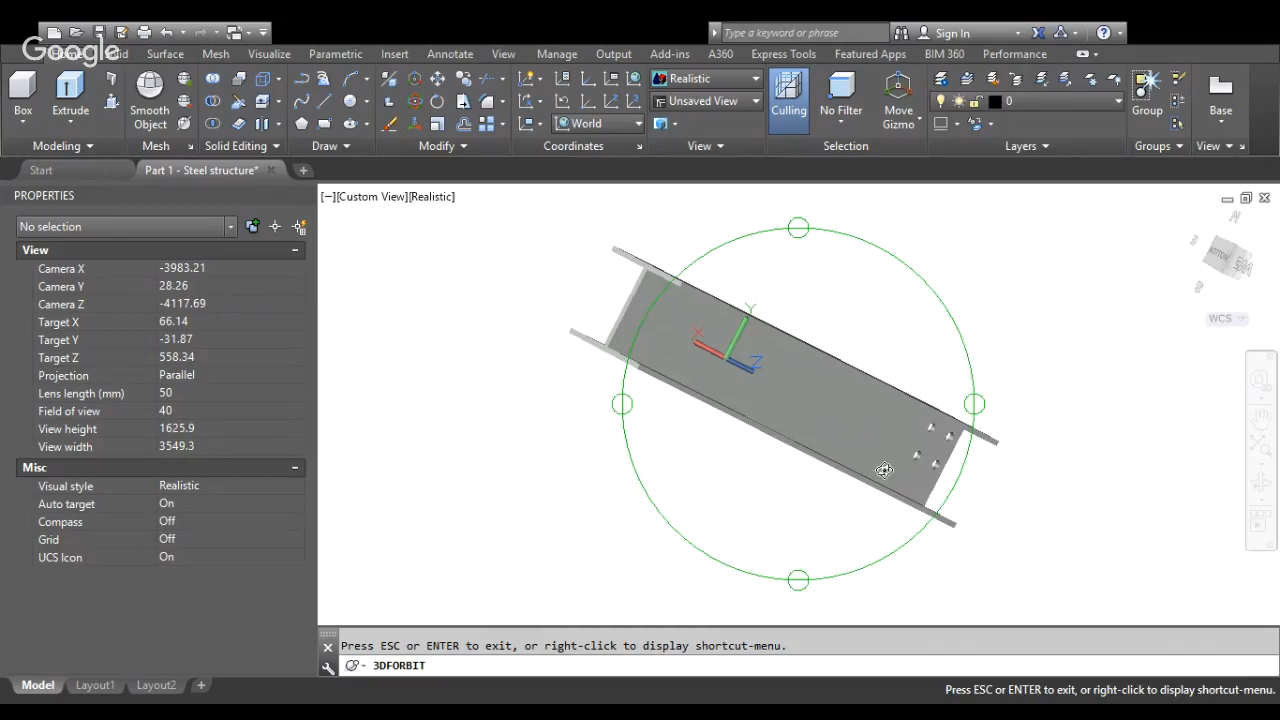 Type a keyword or phrase
Sign In
Google
Surface Mesh Visualize Parametric Insert Annotate View Manage Output Add-ins A360 Express Tools Featured Apps BIM 360 Performance
Realistic
Unsaved View
World
0
Box Extrude Smooth Object Culling No Filter Move Gizmo Group Base
Modeling Mesh Solid Editing Draw Modify Coordinates View Selection Layers Groups View
Start Part 1 - Steel structure* 
PROPERTIES
[−][Custom View][Realistic]
No selection
View
Camera X -3983.21
Camera Y 28.26
Camera Z -4117.69
Target X 66.14
Target Y -31.87
Target Z 558.34
Projection Parallel
Lens length (mm) 50
Field of view 40
View height 1625.9
View width 3549.3
Misc
Visual style Realistic
Auto target On
Compass Off
Grid Off
UCS Icon On
Y
X
Z
WCS
Press ESC or ENTER to exit, or right-click to display shortcut-menu.
3DFORBIT
Model Layout1 Layout2
Press ESC or ENTER to exit, or right-click to display shortcut-menu.